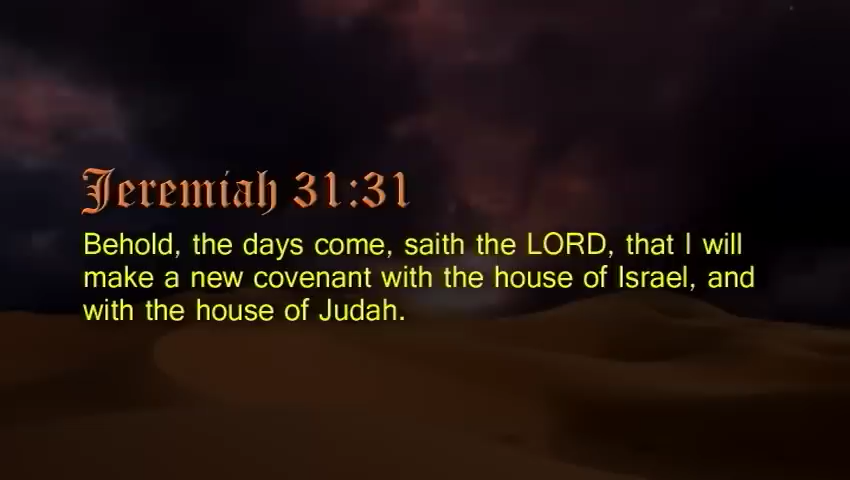 Jeremiah 31:31
Behold, the days come, saith the LORD, that I will
make a new covenant with the house of Israel, and
with the house of Judah.